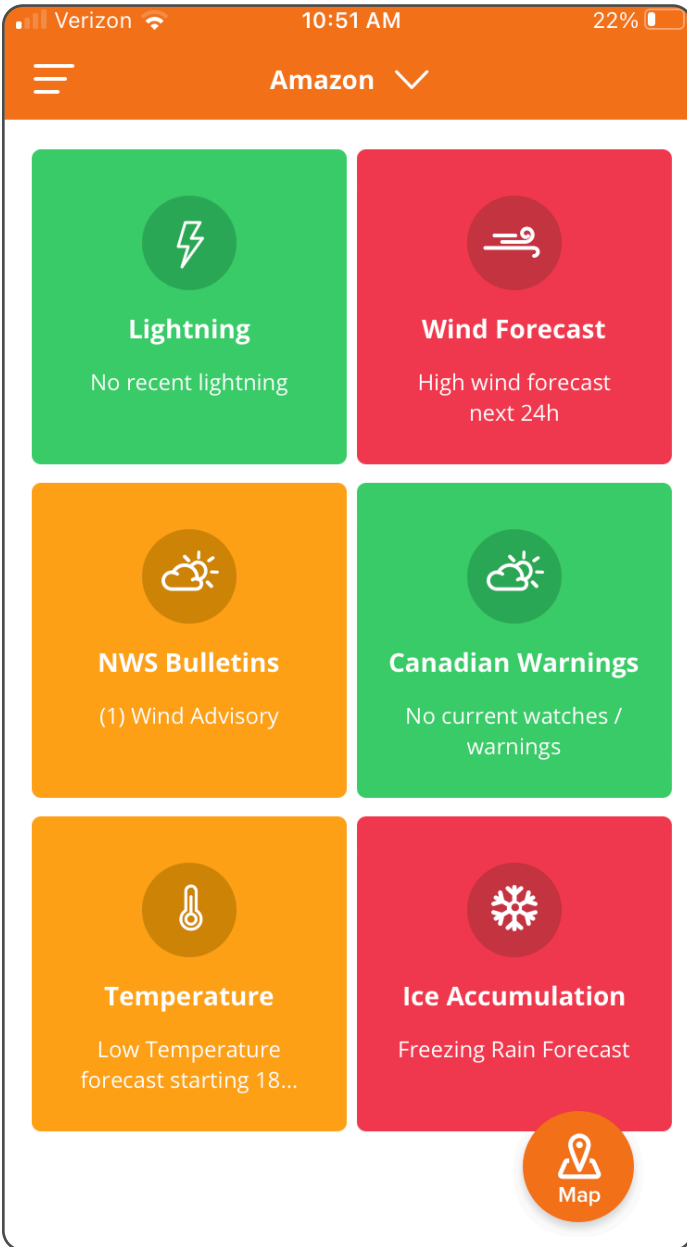 Verizon 10:51 AM 22%
Amazon
Lightning
No recent lightning
Wind Forecast
High wind forecast
next 24h
NWS Bulletins
(1) Wind Advisory
Canadian Warnings
No current watches /
warnings
Temperature
Low Temperature
forecast starting 18...
Ice Accumulation
Freezing Rain Forecast
Map